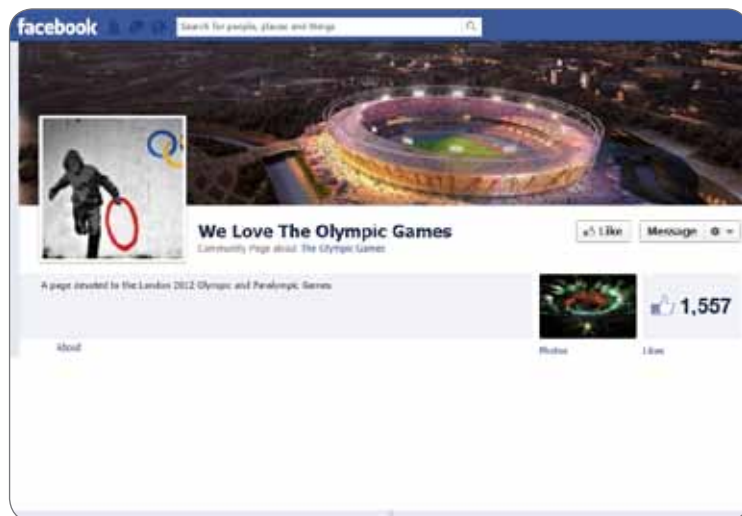 facebook
Search for people, places and things
We Love The Olympic Games
Community Page about The Olympic Games
Like
Message
A page devoted to the London 2012 Olympic and Paralympic Games
1,557
About
Photos
Likes